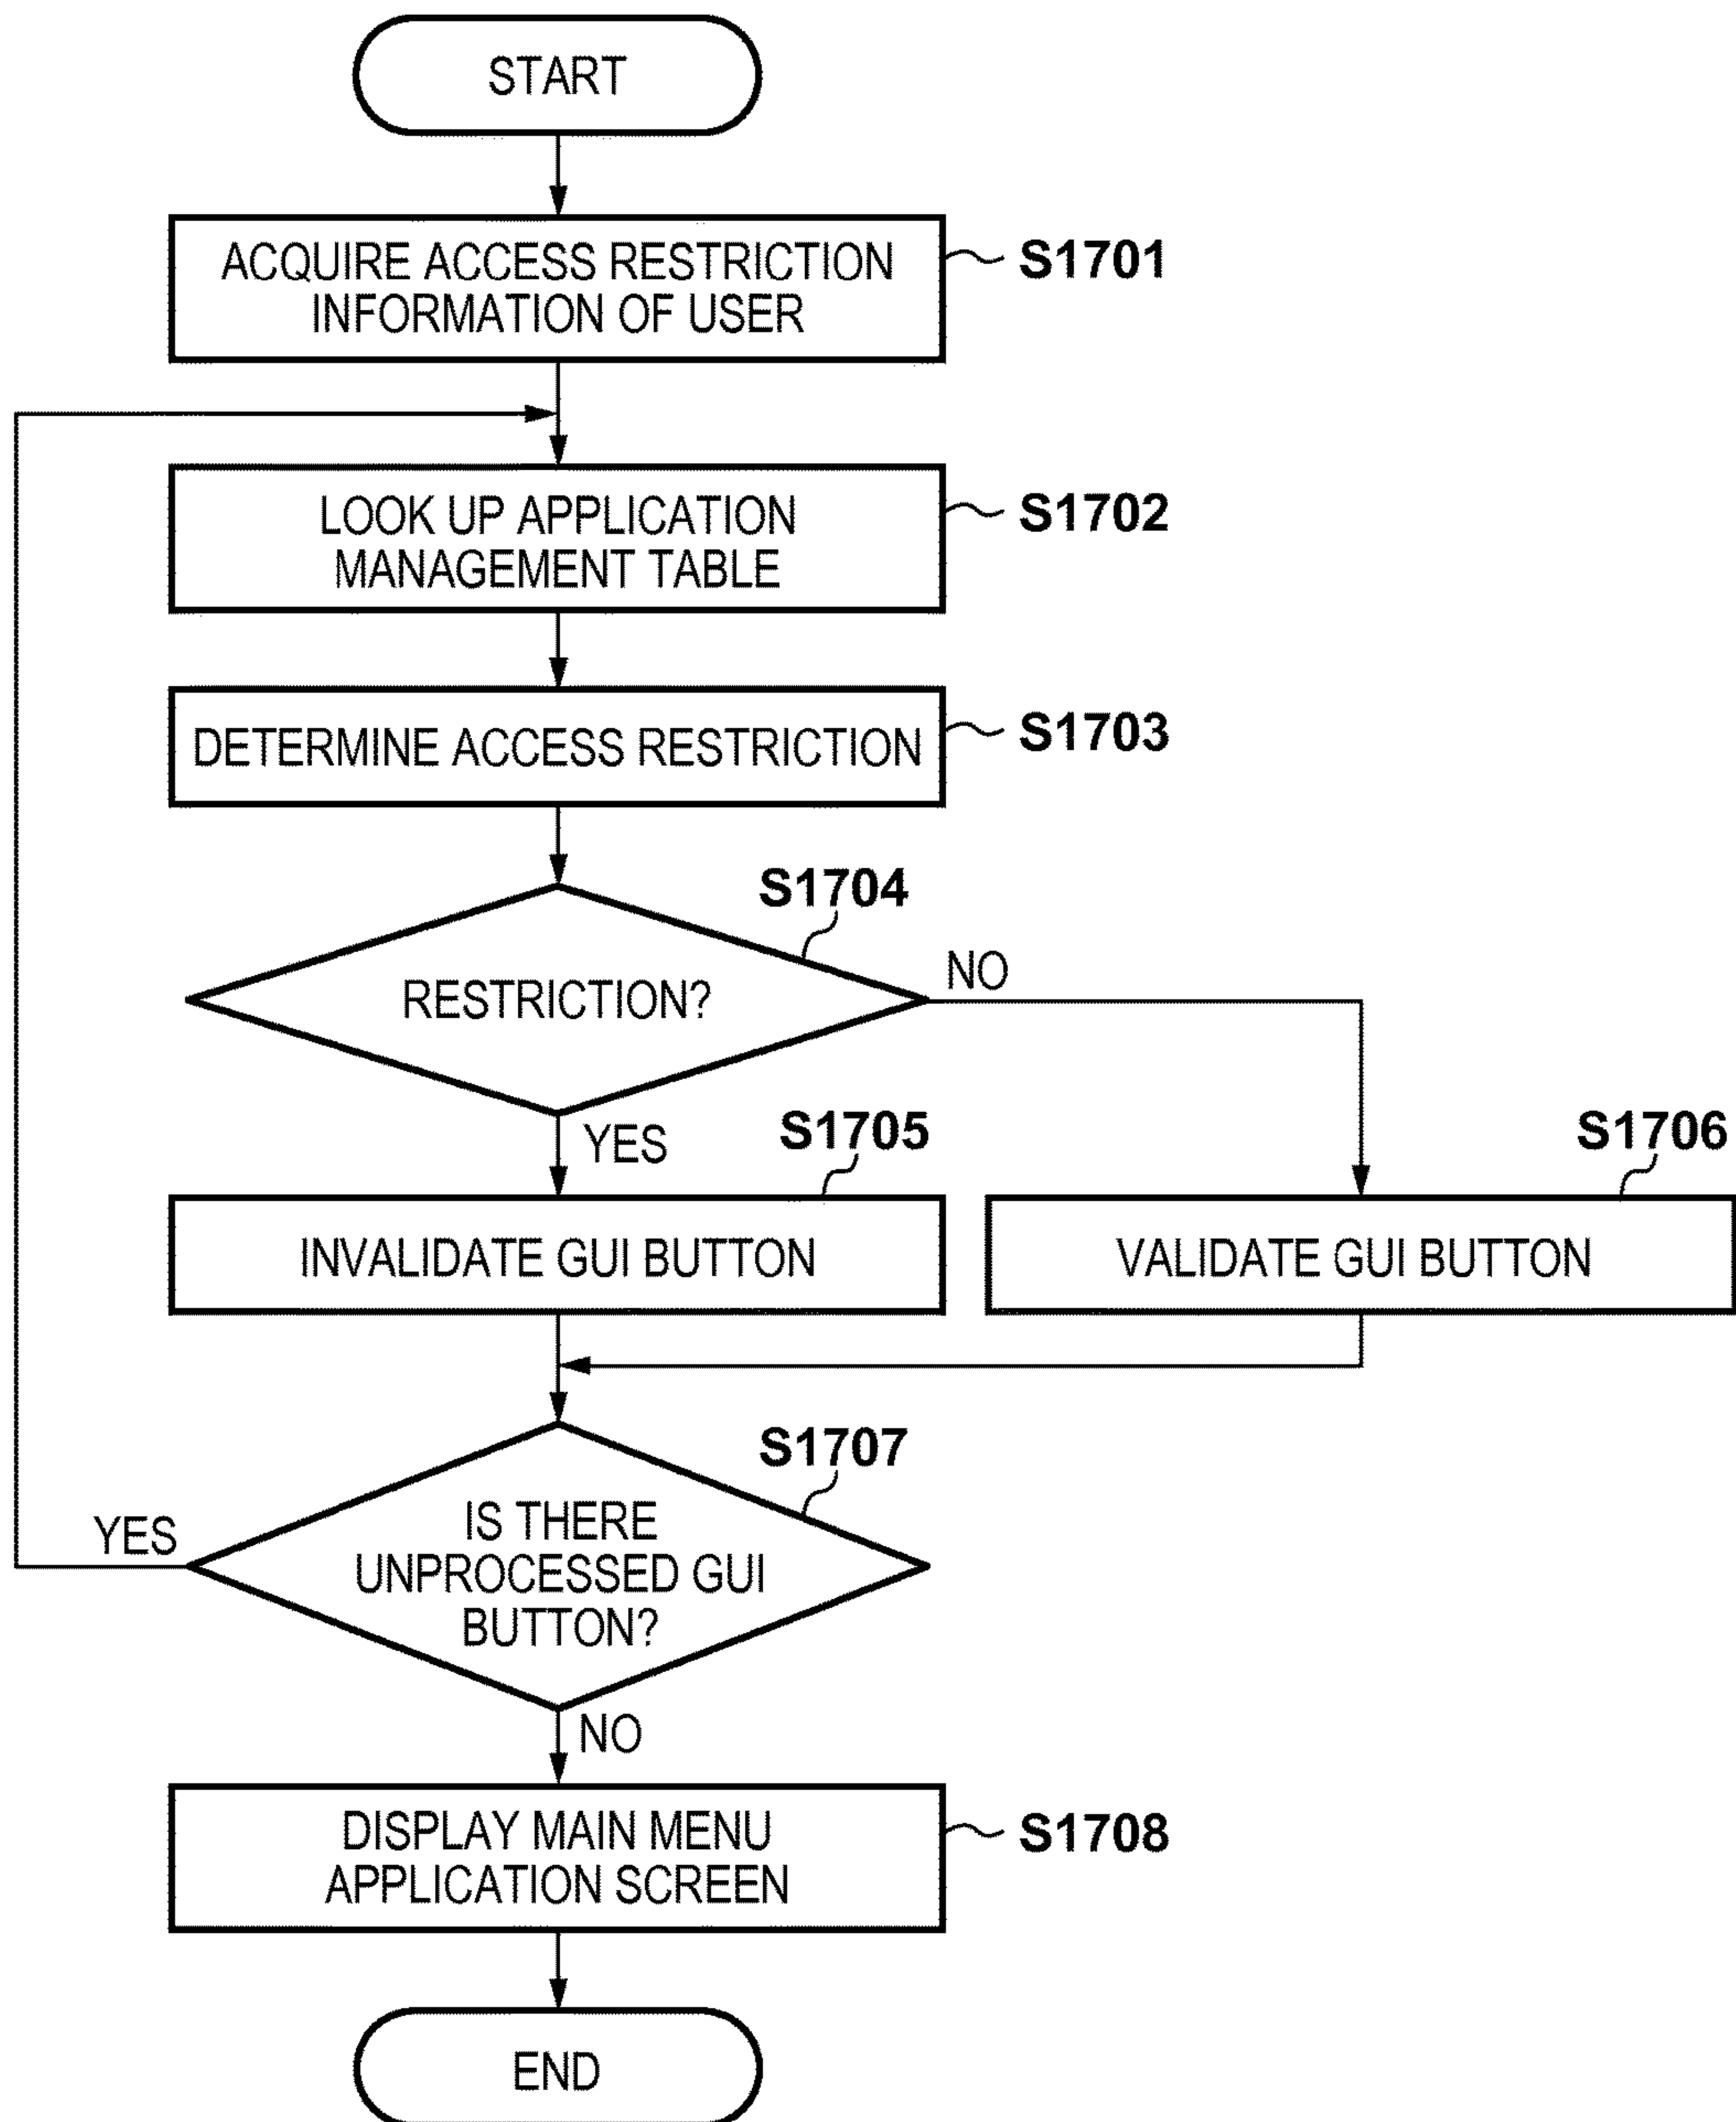 START
ACQUIRE ACCESS RESTRICTION
INFORMATION OF USER
S1701
LOOK UP APPLICATION
MANAGEMENT TABLE
S1702
DETERMINE ACCESS RESTRICTION
S1703
S1704
RESTRICTION?
NO
YES
S1705
S1706
INVALIDATE GUI BUTTON
VALIDATE GUI BUTTON
S1707
YES
IS THERE
UNPROCESSED GUI
BUTTON?
NO
DISPLAY MAIN MENU
APPLICATION SCREEN
S1708
END